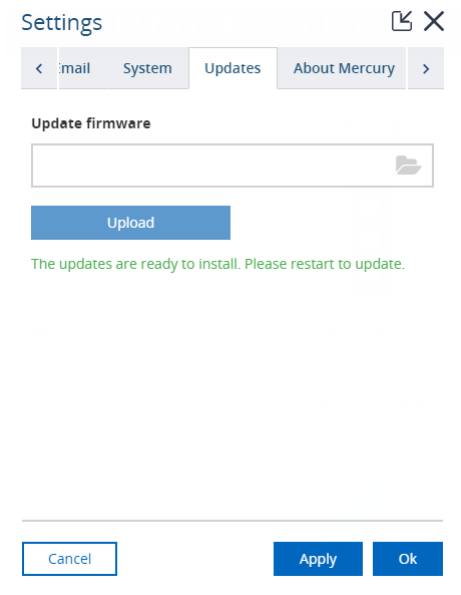 Settings
Email System Updates About Mercury
Update firmware
Upload
The updates are ready to install. Please restart to update.
Cancel Apply Ok